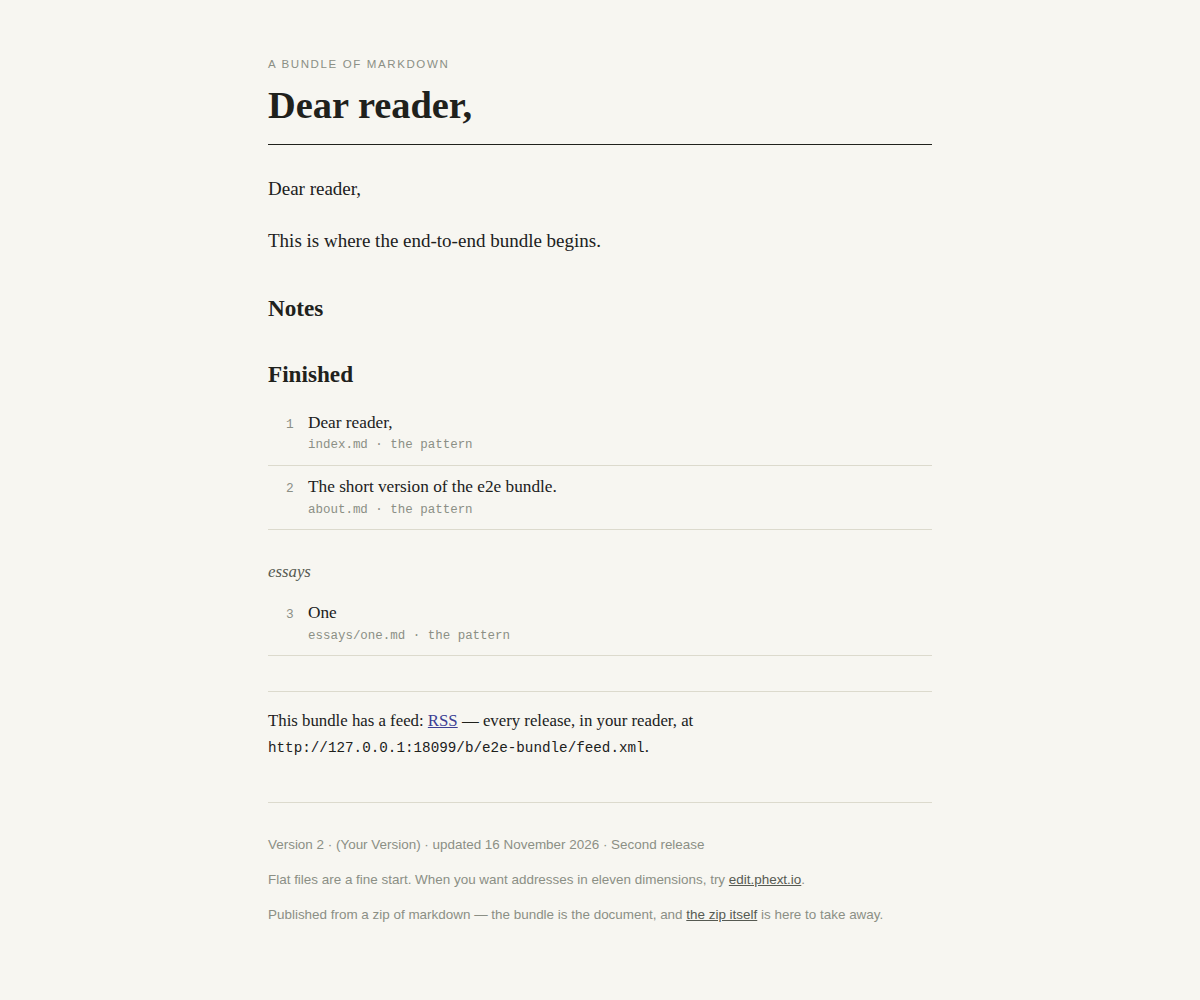 A BUNDLE OF MARKDOWN
Dear reader,
Dear reader,
This is where the end-to-end bundle begins.
Notes
Finished
1 Dear reader,
index.md · the pattern
2 The short version of the e2e bundle.
about.md · the pattern
essays
3 One
essays/one.md · the pattern
This bundle has a feed: RSS — every release, in your reader, at
http://127.0.0.1:18099/b/e2e-bundle/feed.xml.
Version 2 · (Your Version) · updated 16 November 2026 · Second release
Flat files are a fine start. When you want addresses in eleven dimensions, try edit.phext.io.
Published from a zip of markdown — the bundle is the document, and the zip itself is here to take away.